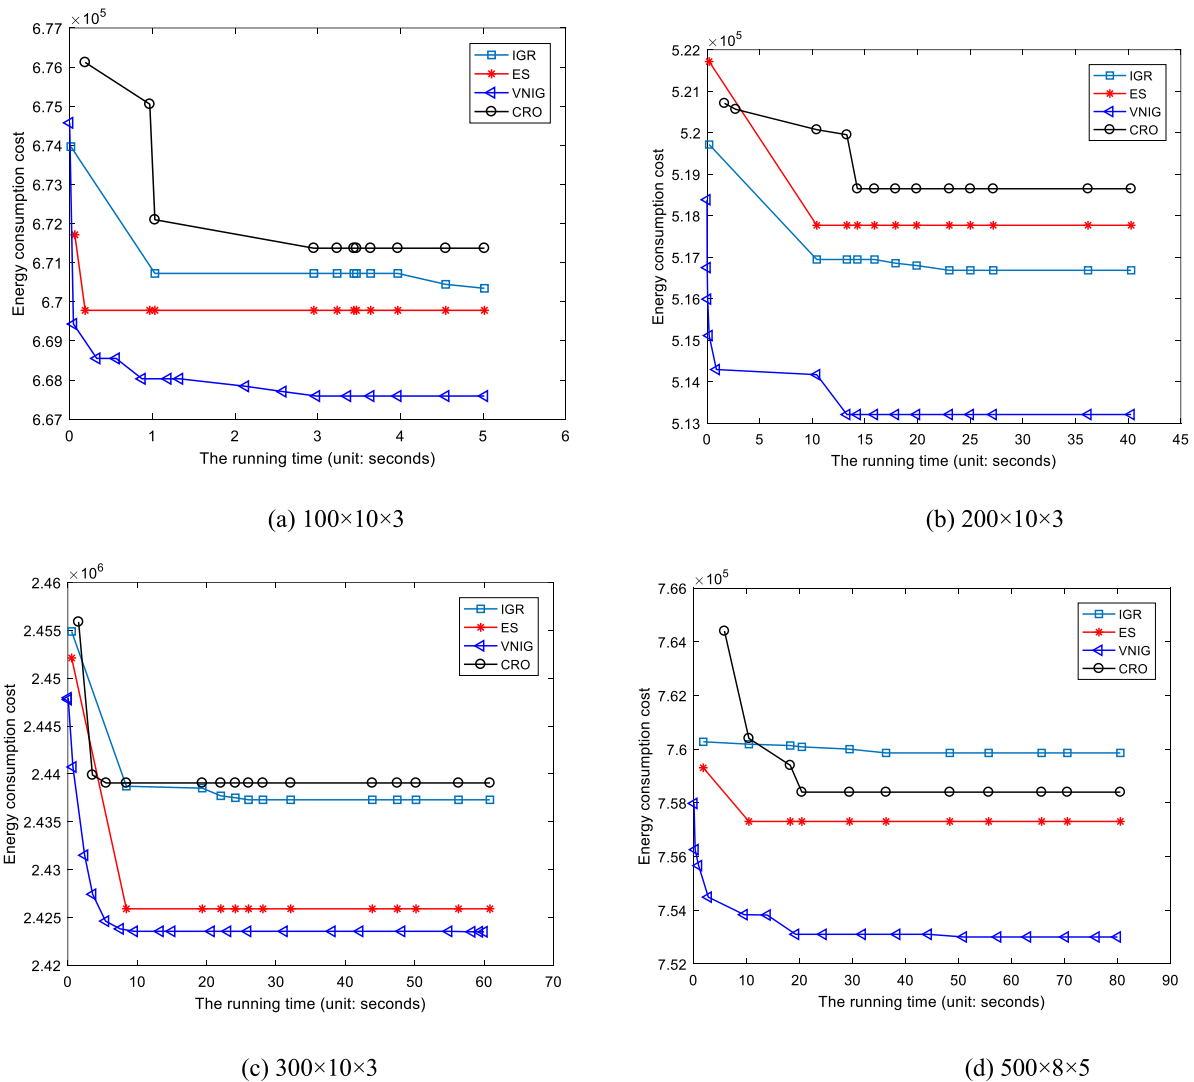 ×10⁵
6.77
6.76
6.75
6.74
6.73
6.72
6.71
6.7
6.69
6.68
6.67
Energy consumption cost
IGR
ES
VNIG
CRO
0 1 2 3 4 5 6
The running time (unit: seconds)
(a) 100×10×3
×10⁵
5.22
5.21
5.2
5.19
5.18
5.17
5.16
5.15
5.14
5.13
Energy consumption cost
IGR
ES
VNIG
CRO
0 5 10 15 20 25 30 35 40 45
The running time (unit: seconds)
(b) 200×10×3
×10⁶
2.46
2.455
2.45
2.445
2.44
2.435
2.43
2.425
2.42
Energy consumption cost
IGR
ES
VNIG
CRO
0 10 20 30 40 50 60 70
The running time (unit: seconds)
(c) 300×10×3
×10⁵
7.66
7.64
7.62
7.6
7.58
7.56
7.54
7.52
Energy consumption cost
IGR
ES
VNIG
CRO
0 10 20 30 40 50 60 70 80 90
The running time (unit: seconds)
(d) 500×8×5